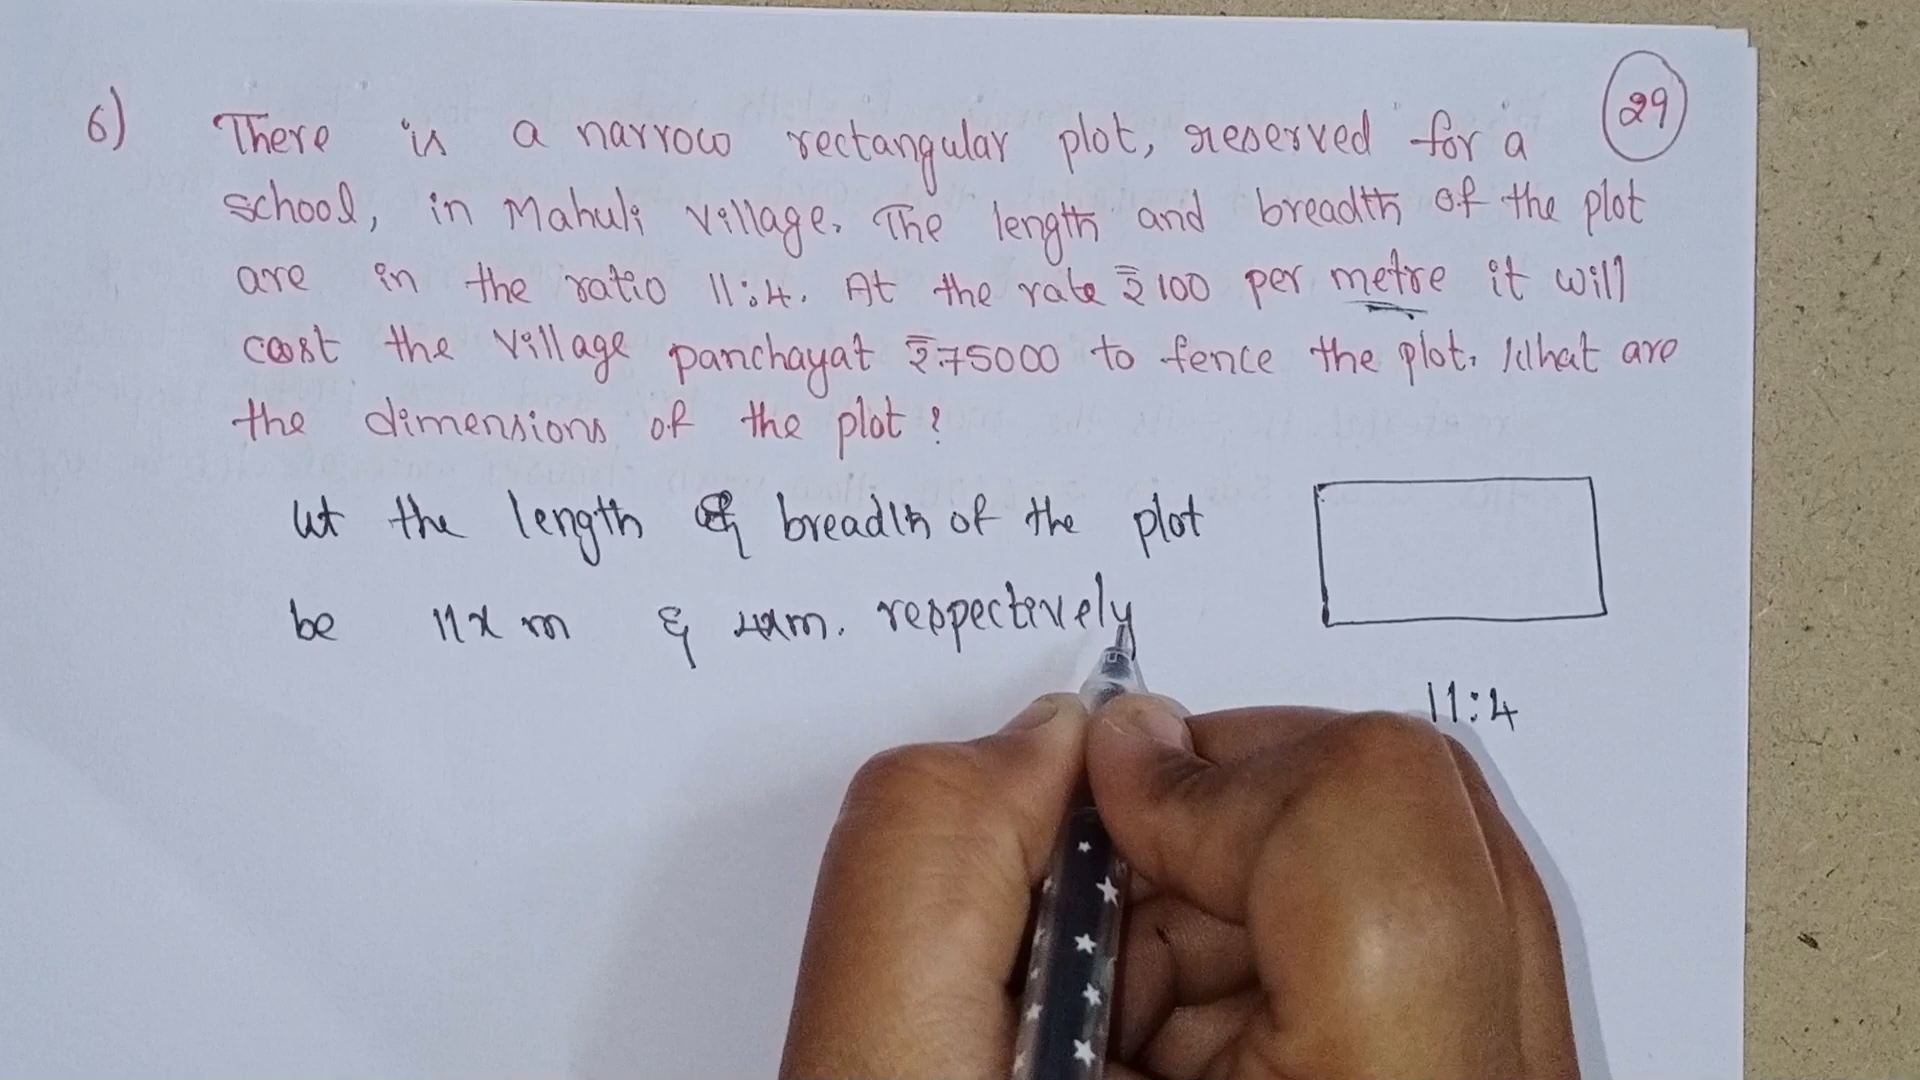 29
6) There is a narrow rectangular plot, reserved for a
school, in Mahuli village. The length and breadth of the plot
are in the ratio 11:4. At the rate ₹100 per metre it will
cost the village panchayat ₹75000 to fence the plot. What are
the dimensions of the plot?
Let the length & breadth of the plot
be 11x m & 4x m. respectively
11:4